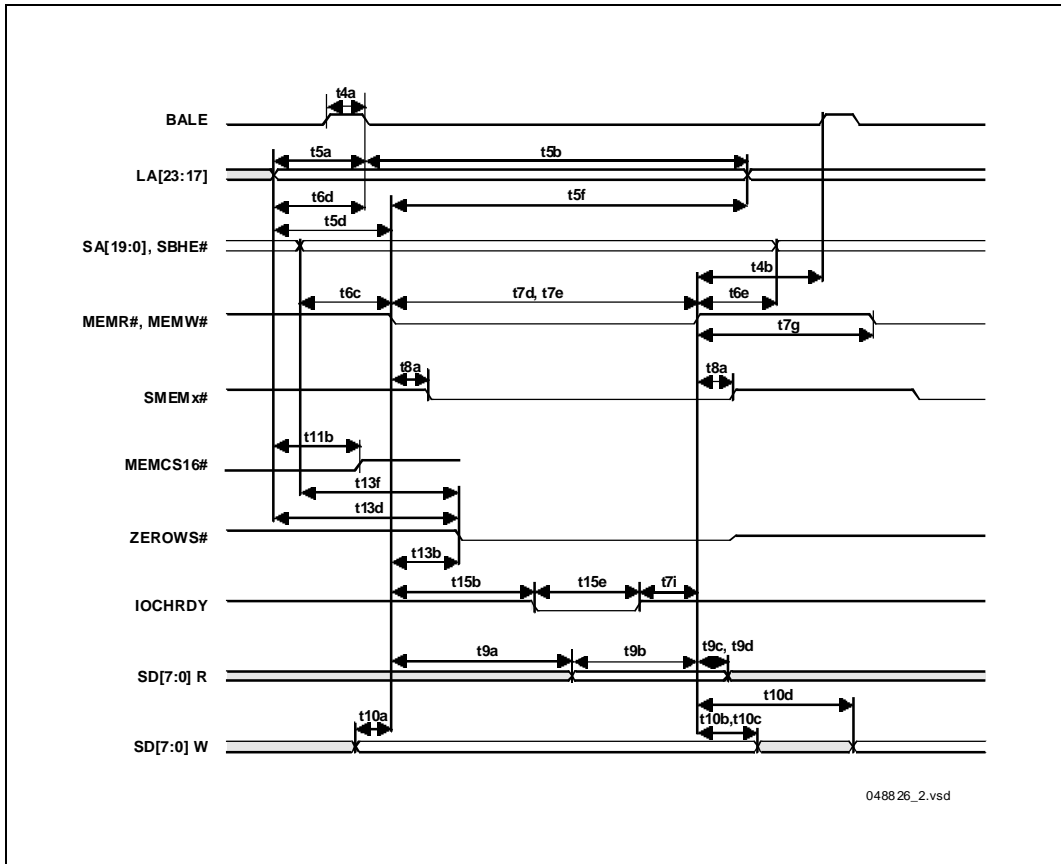 t4a
BALE
t5a
t5b
LA[23:17]
t6d
t5f
t5d
SA[19:0], SBHE#
t4b
t6c
t7d, t7e
t6e
MEMR#, MEMW#
t7g
t8a
t8a
SMEMx#
t11b
MEMCS16#
t13f
t13d
ZEROWS#
t13b
t15b
t15e
t7i
IOCHRDY
t9a
t9b
t9c, t9d
SD[7:0] R
t10d
t10a
t10b,t10c
SD[7:0] W
048826_2.vsd